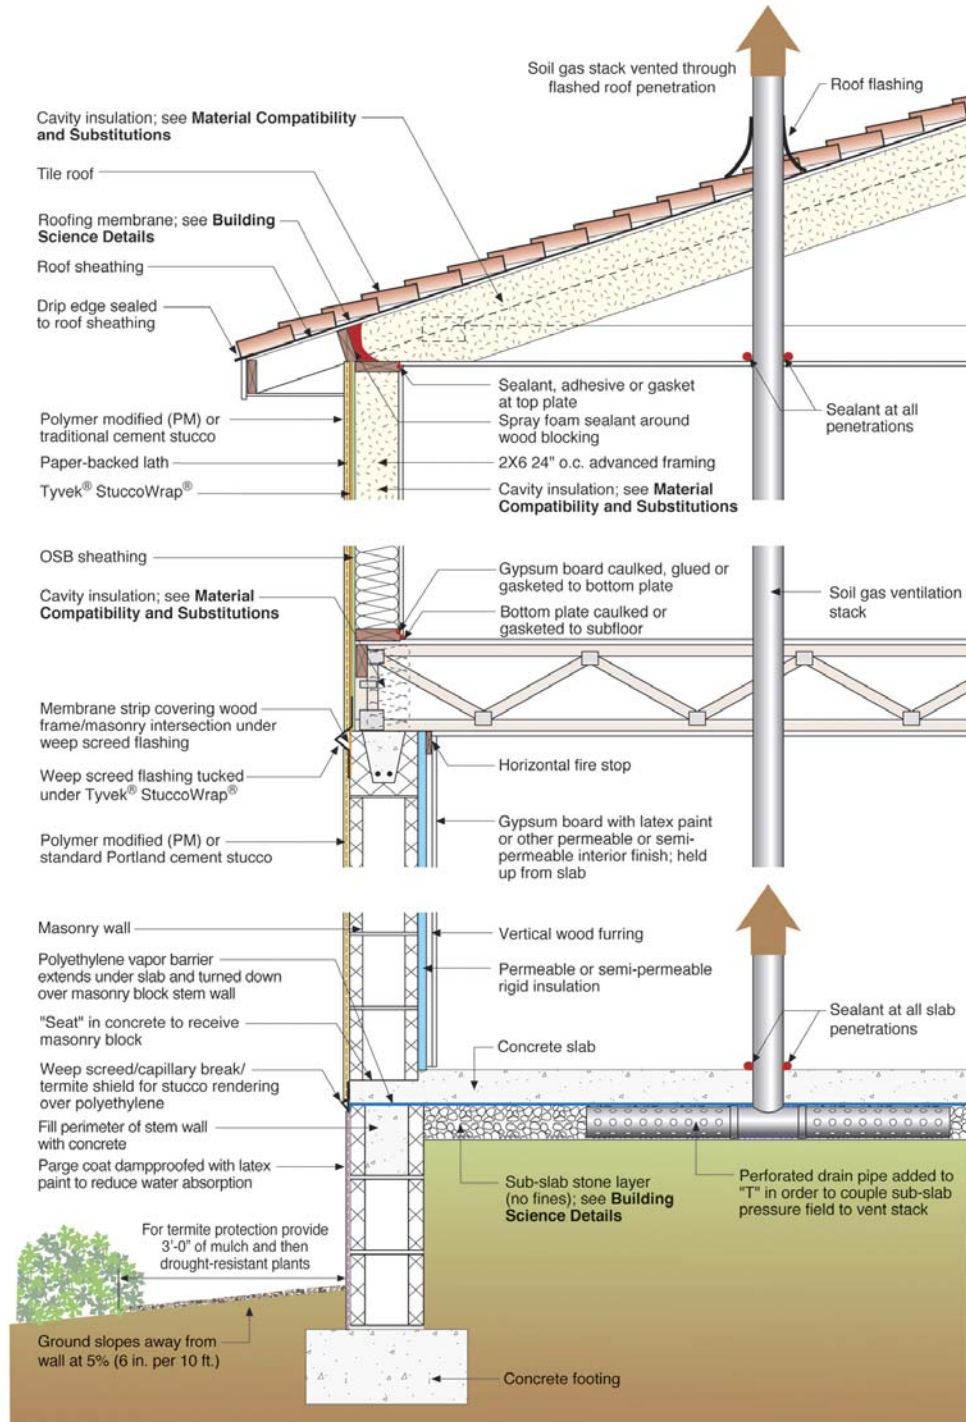 Soil gas stack vented through
flashed roof penetration
Roof flashing
Cavity insulation; see Material Compatibility
and Substitutions
Tile roof
Roofing membrane; see Building
Science Details
Roof sheathing
Drip edge sealed
to roof sheathing
Sealant, adhesive or gasket
at top plate
Sealant at all
penetrations
Polymer modified (PM) or
traditional cement stucco
Spray foam sealant around
wood blocking
Paper-backed lath
2X6 24" o.c. advanced framing
Tyvek® StuccoWrap®
Cavity insulation; see Material
Compatibility and Substitutions
OSB sheathing
Gypsum board caulked, glued or
gasketed to bottom plate
Cavity insulation; see Material
Compatibility and Substitutions
Bottom plate caulked or
gasketed to subfloor
Soil gas ventilation
stack
Membrane strip covering wood
frame/masonry intersection under
weep screed flashing
Weep screed flashing tucked
under Tyvek® StuccoWrap®
Horizontal fire stop
Polymer modified (PM) or
standard Portland cement stucco
Gypsum board with latex paint
or other permeable or semi-
permeable interior finish; held
up from slab
Masonry wall
Vertical wood furring
Polyethylene vapor barrier
extends under slab and turned down
over masonry block stem wall
Permeable or semi-permeable
rigid insulation
"Seat" in concrete to receive
masonry block
Sealant at all slab
penetrations
Concrete slab
Weep screed/capillary break/
termite shield for stucco rendering
over polyethylene
Fill perimeter of stem wall
with concrete
Parge coat dampproofed with latex
paint to reduce water absorption
Sub-slab stone layer
(no fines); see Building
Science Details
Perforated drain pipe added to
"T" in order to couple sub-slab
pressure field to vent stack
For termite protection provide
3'-0" of mulch and then
drought-resistant plants
Ground slopes away from
wall at 5% (6 in. per 10 ft.)
Concrete footing